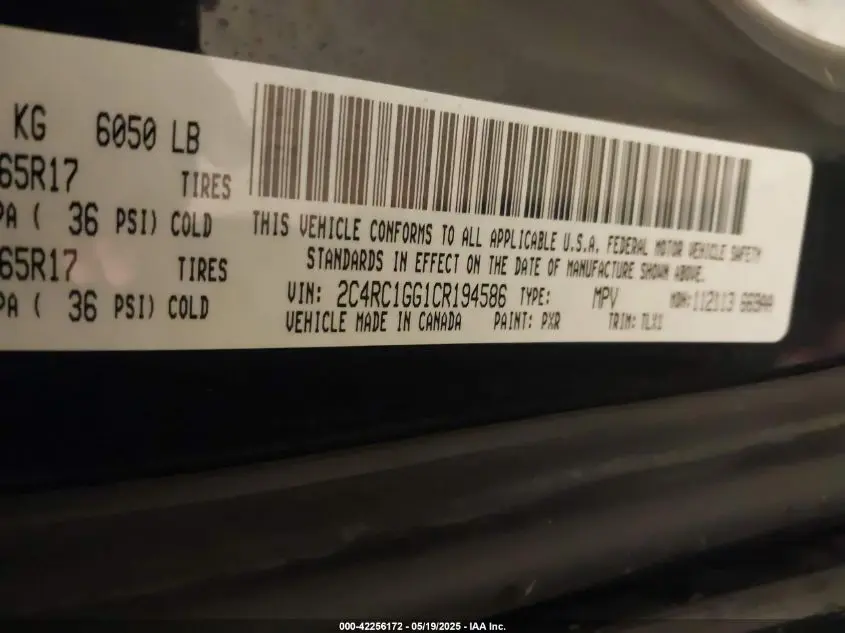 KG 6050 LB
65R17 TIRES
PA ( 36 PSI) COLD
65R17 TIRES
PA ( 36 PSI) COLD
THIS VEHICLE CONFORMS TO ALL APPLICABLE U.S.A. FEDERAL MOTOR VEHICLE SAFETY
STANDARDS IN EFFECT ON THE DATE OF MANUFACTURE SHOWN ABOVE.
VIN: 2C4RC1GG1CR194586 TYPE: MPV MDH:
VEHICLE MADE IN CANADA PAINT: PXR TRIM:
000-42256172 - 05/19/2025 - IAA Inc.